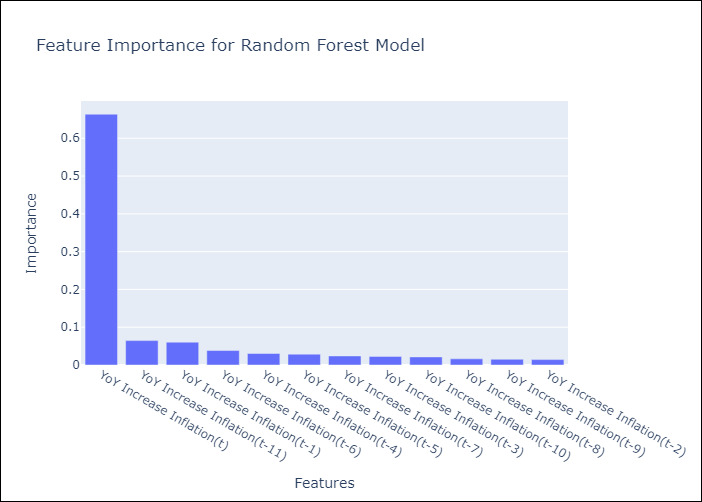 Feature Importance for Random Forest Model
Importance
0.6
0.5
0.4
0.3
0.2
0.1
0
YoY Increase Inflation(t)
YoY Increase Inflation(t-11)
YoY Increase Inflation(t-1)
YoY Increase Inflation(t-6)
YoY Increase Inflation(t-4)
YoY Increase Inflation(t-5)
YoY Increase Inflation(t-7)
YoY Increase Inflation(t-3)
YoY Increase Inflation(t-10)
YoY Increase Inflation(t-8)
YoY Increase Inflation(t-9)
YoY Increase Inflation(t-2)
Features